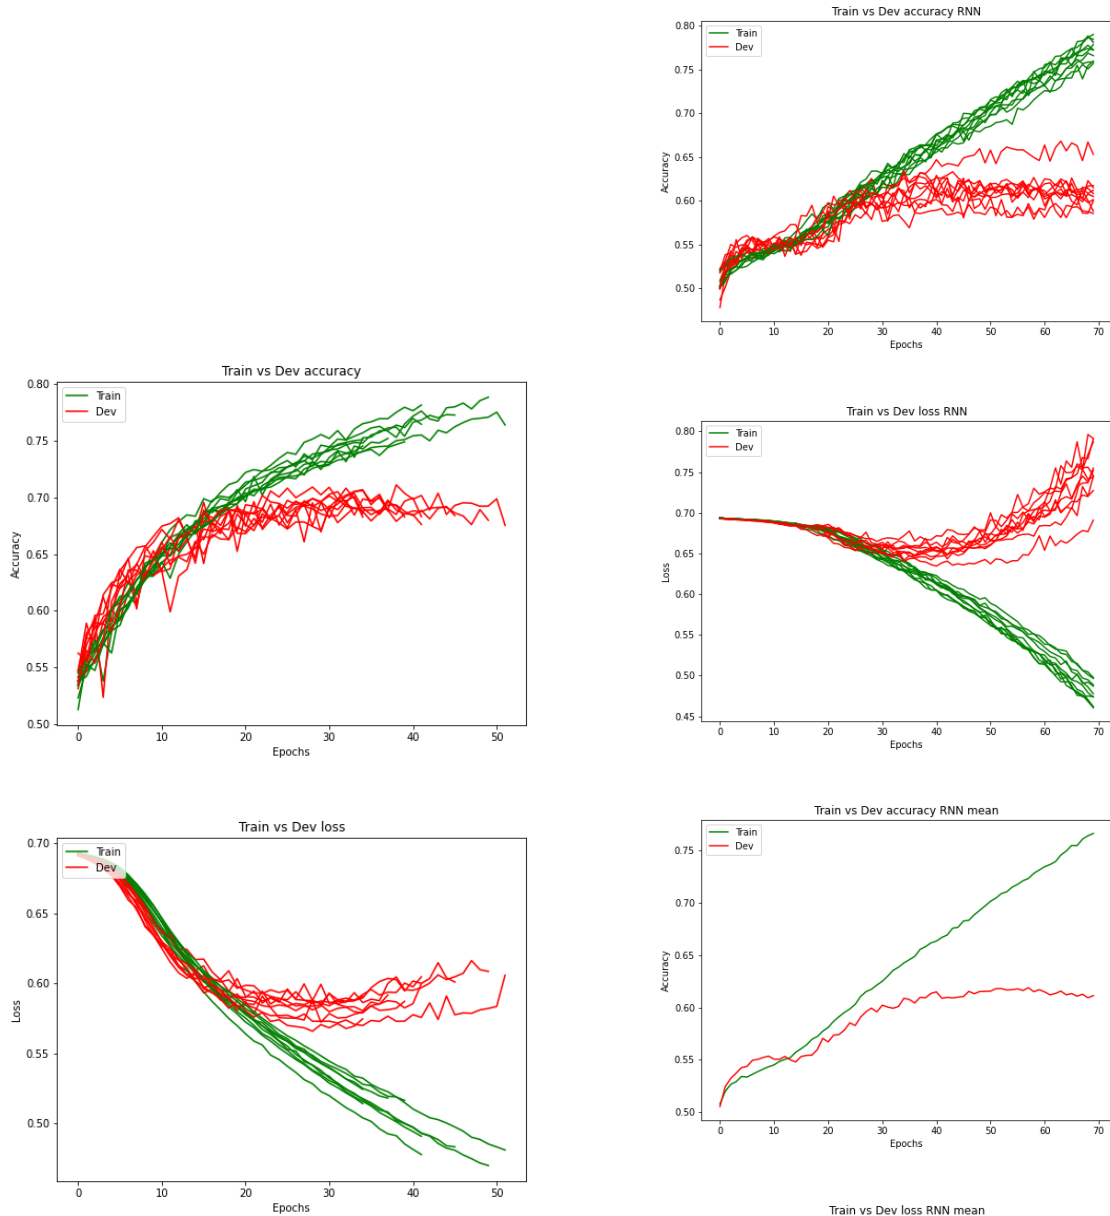 Train vs Dev accuracy RNN
Train
Dev
0.80
0.75
0.70
0.65
0.60
0.55
0.50
Accuracy
0 10 20 30 40 50 60 70
Epochs
Train vs Dev accuracy
Train
Dev
0.80
0.75
0.70
0.65
0.60
0.55
0.50
Accuracy
0 10 20 30 40 50
Epochs
Train vs Dev loss RNN
Train
Dev
0.80
0.75
0.70
0.65
0.60
0.55
0.50
0.45
Loss
0 10 20 30 40 50 60 70
Epochs
Train vs Dev loss
Train
Dev
0.70
0.65
0.60
0.55
0.50
Loss
0 10 20 30 40 50
Epochs
Train vs Dev accuracy RNN mean
Train
Dev
0.75
0.70
0.65
0.60
0.55
0.50
Accuracy
0 10 20 30 40 50 60 70
Epochs
Train vs Dev loss RNN mean